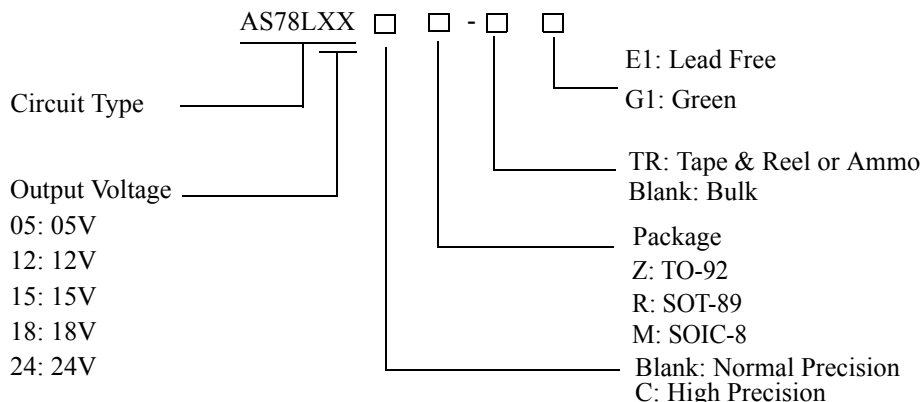 AS78LXX □ □ - □ □
E1: Lead Free
G1: Green
Circuit Type
TR: Tape & Reel or Ammo
Blank: Bulk
Output Voltage
05: 05V
12: 12V
15: 15V
18: 18V
24: 24V
Package
Z: TO-92
R: SOT-89
M: SOIC-8
Blank: Normal Precision
C: High Precision